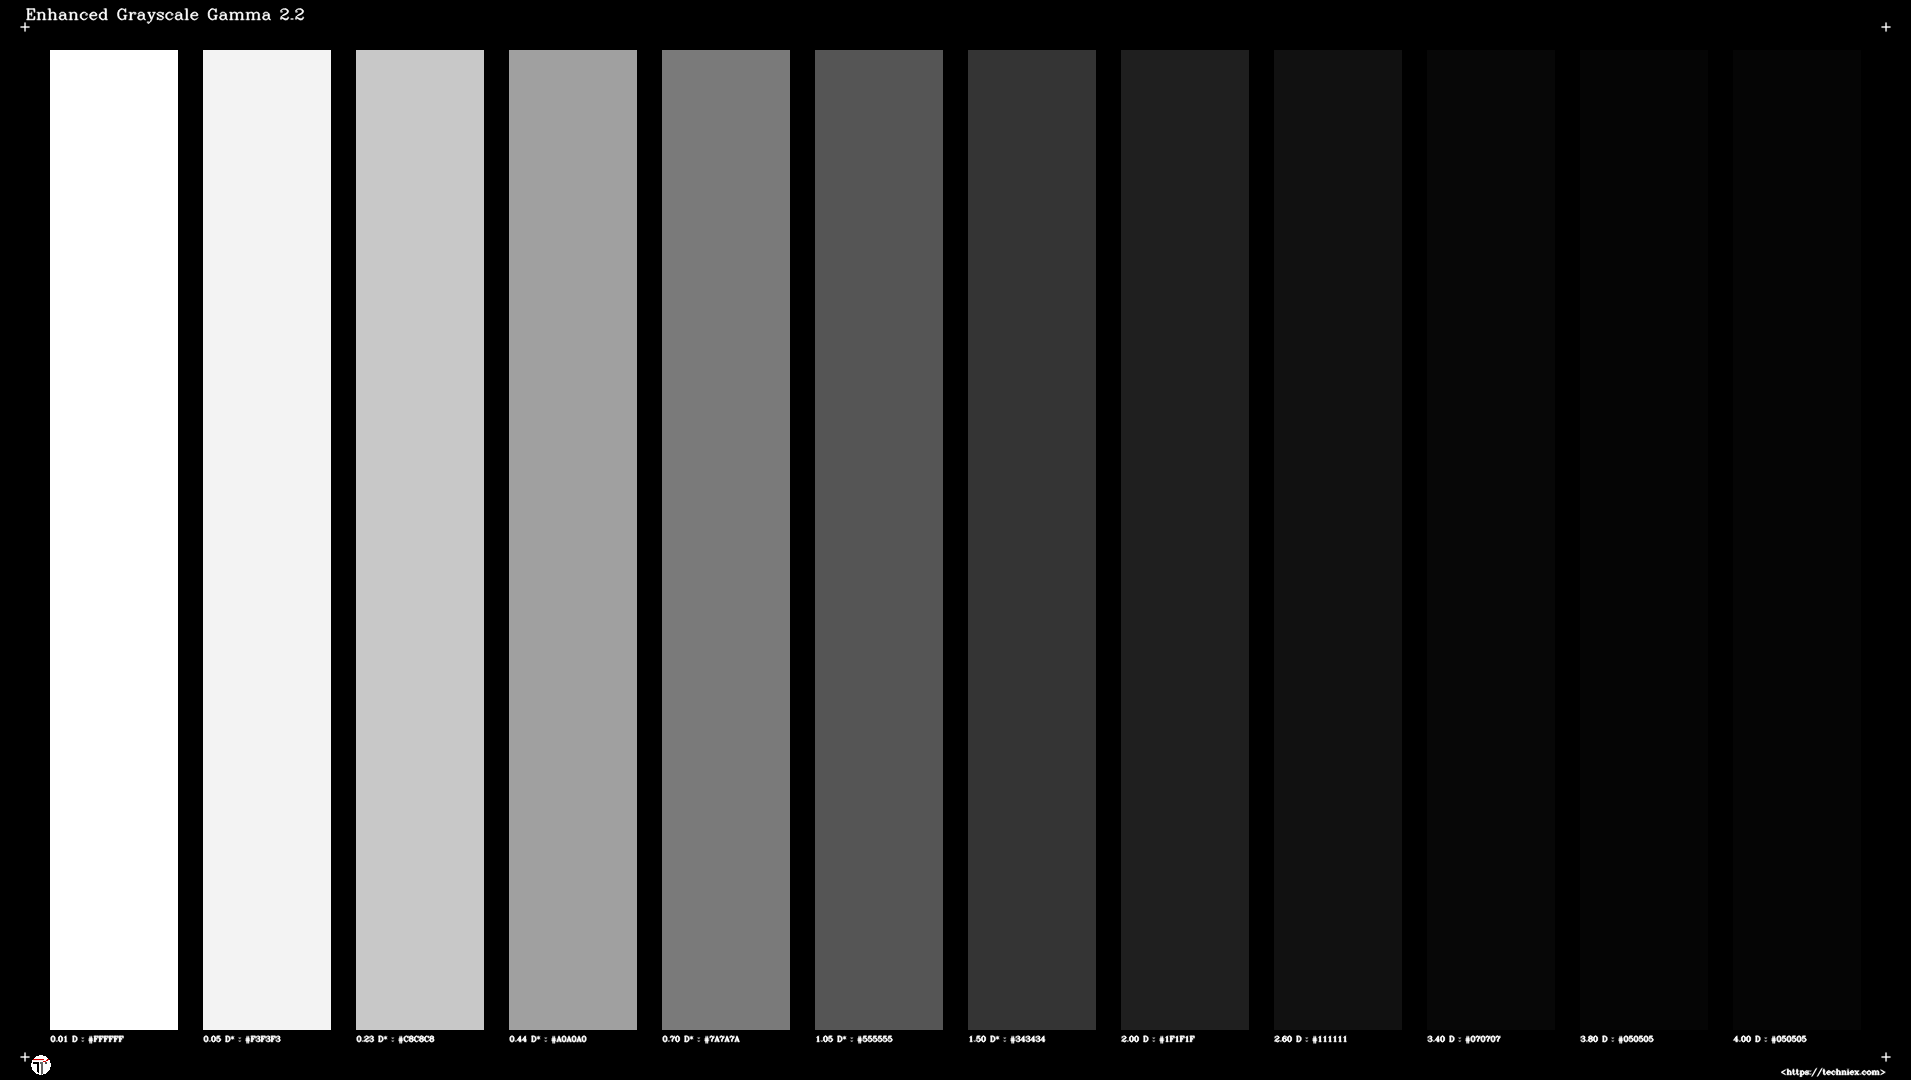 Enhanced Grayscale Gamma 2.2
0.01 D : #FFFFFF
0.05 D* : #F3F3F3
0.23 D* : #C8C8C8
0.44 D* : #A0A0A0
0.70 D* : #7A7A7A
1.05 D* : #555555
1.50 D* : #343434
2.00 D : #1F1F1F
2.60 D : #111111
3.40 D : #070707
3.80 D : #050505
4.00 D : #050505
<https://techniex.com>